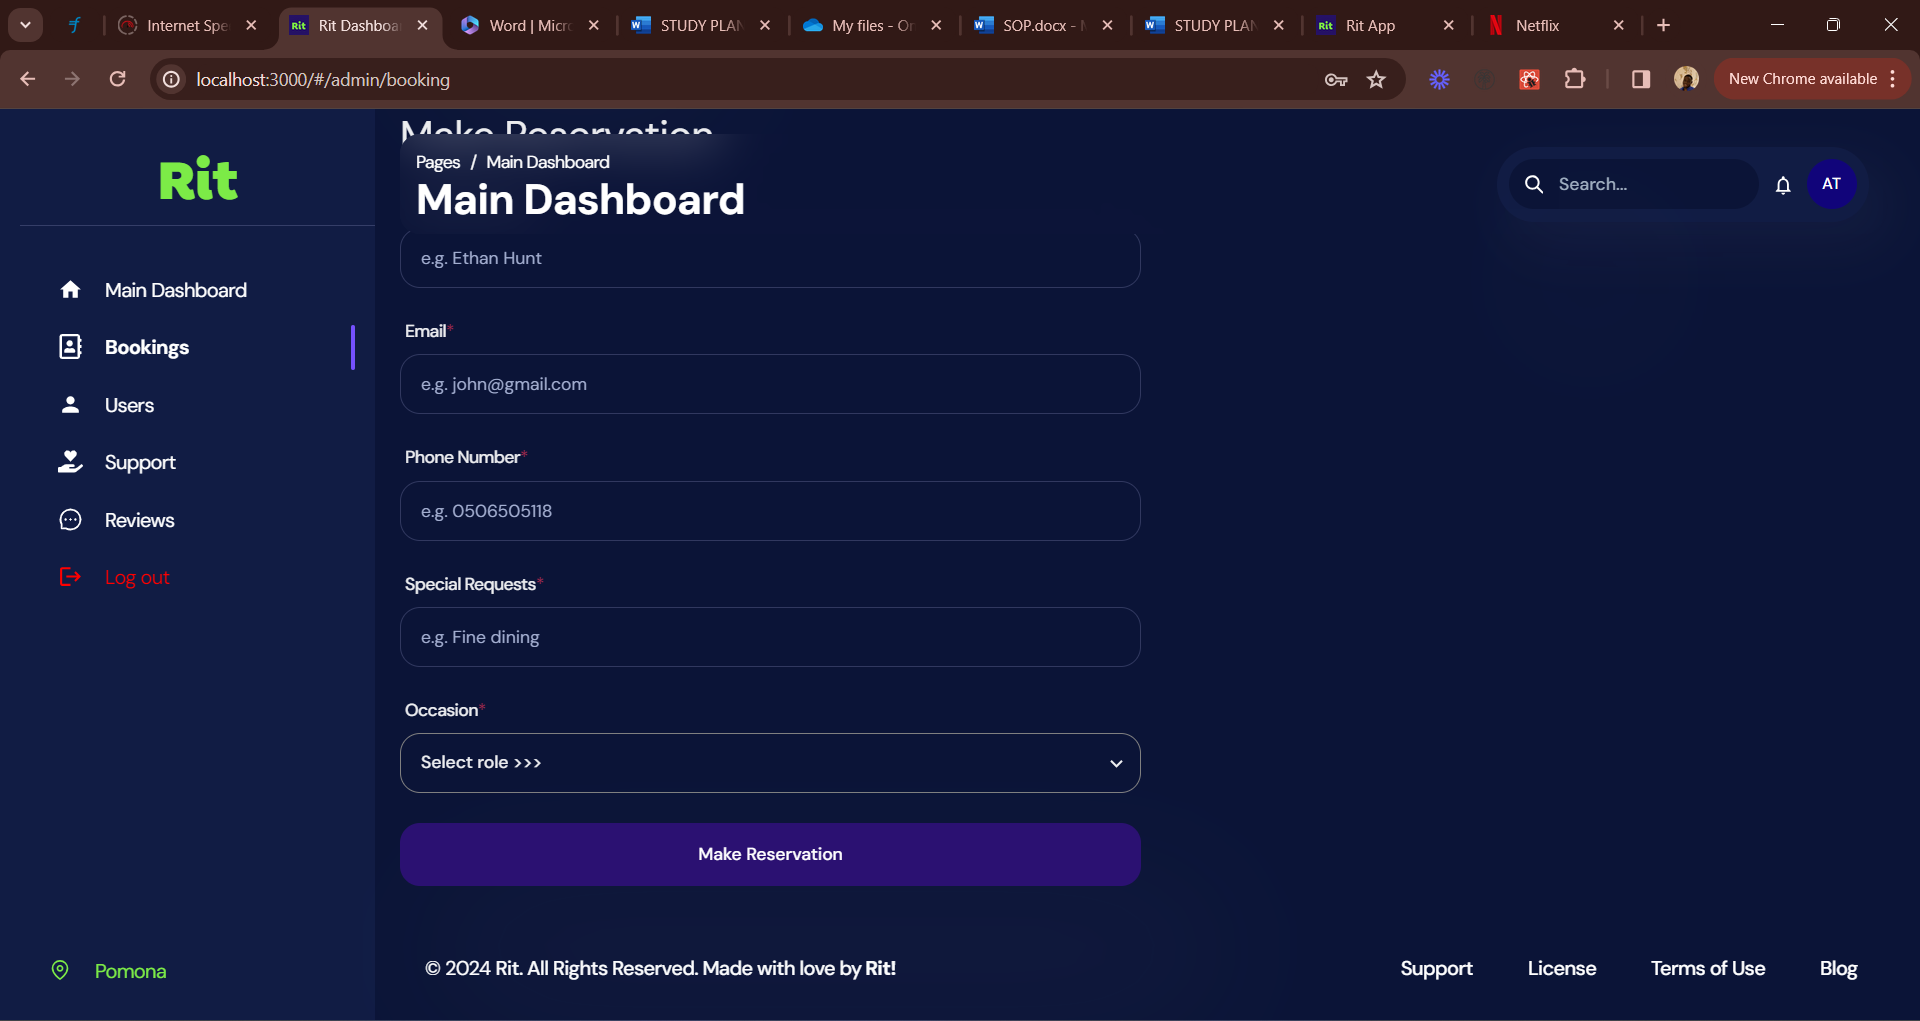 Internet Spe
Rit Dashboa
Word | Micr
STUDY PLAN
My files - On
SOP.docx - M
STUDY PLAN
Rit App
Netflix
localhost:3000/#/admin/booking
New Chrome available
Rit
Main Dashboard
Bookings
Users
Support
Reviews
Log out
Pomona
Make Reservation
Pages / Main Dashboard
Main Dashboard
Search...
AT
e.g. Ethan Hunt
Email*
e.g. john@gmail.com
Phone Number*
e.g. 0506505118
Special Requests*
e.g. Fine dining
Occasion*
Select role >>>
Make Reservation
© 2024 Rit. All Rights Reserved. Made with love by Rit!
Support
License
Terms of Use
Blog